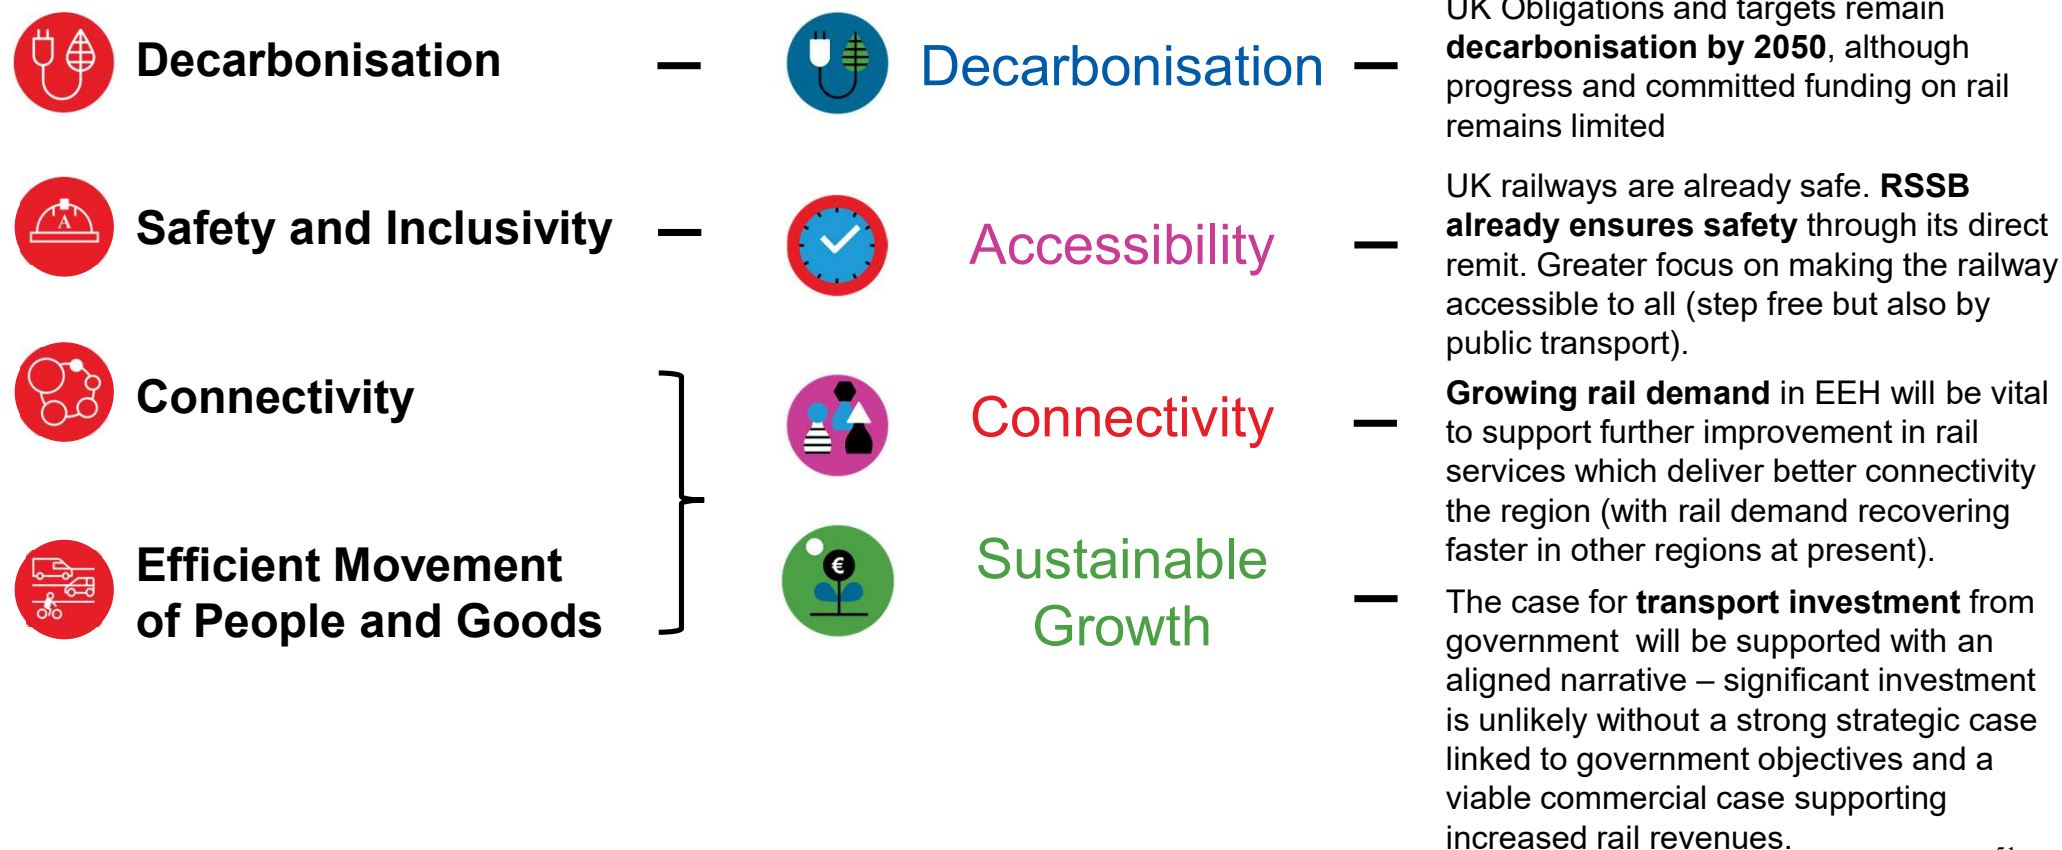 Decarbonisation
Decarbonisation
UK Obligations and targets remain
decarbonisation by 2050, although
progress and committed funding on rail
remains limited
A
Safety and Inclusivity
Accessibility
UK railways are already safe. RSSB
already ensures safety through its direct
remit. Greater focus on making the railway
accessible to all (step free but also by
public transport).
Connectivity
Connectivity
Growing rail demand in EEH will be vital
to support further improvement in rail
services which deliver better connectivity
the region (with rail demand recovering
faster in other regions at present).
Efficient Movement
of People and Goods
€
Sustainable
Growth
The case for transport investment from
government will be supported with an
aligned narrative – significant investment
is unlikely without a strong strategic case
linked to government objectives and a
viable commercial case supporting
increased rail revenues.